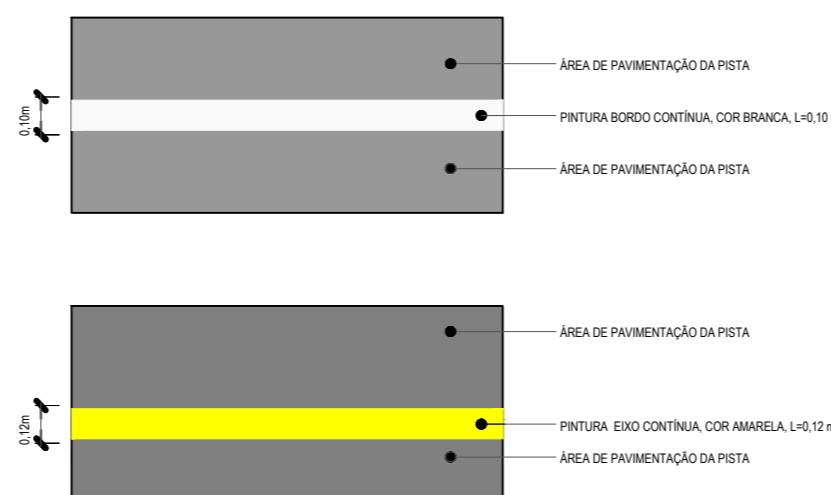 ÁREA DE PAVIMENTAÇÃO DA PISTA
0,10m
PINTURA BORDO CONTÍNUA, COR BRANCA, L=0,10
ÁREA DE PAVIMENTAÇÃO DA PISTA
ÁREA DE PAVIMENTAÇÃO DA PISTA
0,12m
PINTURA EIXO CONTÍNUA, COR AMARELA, L=0,12
ÁREA DE PAVIMENTAÇÃO DA PISTA